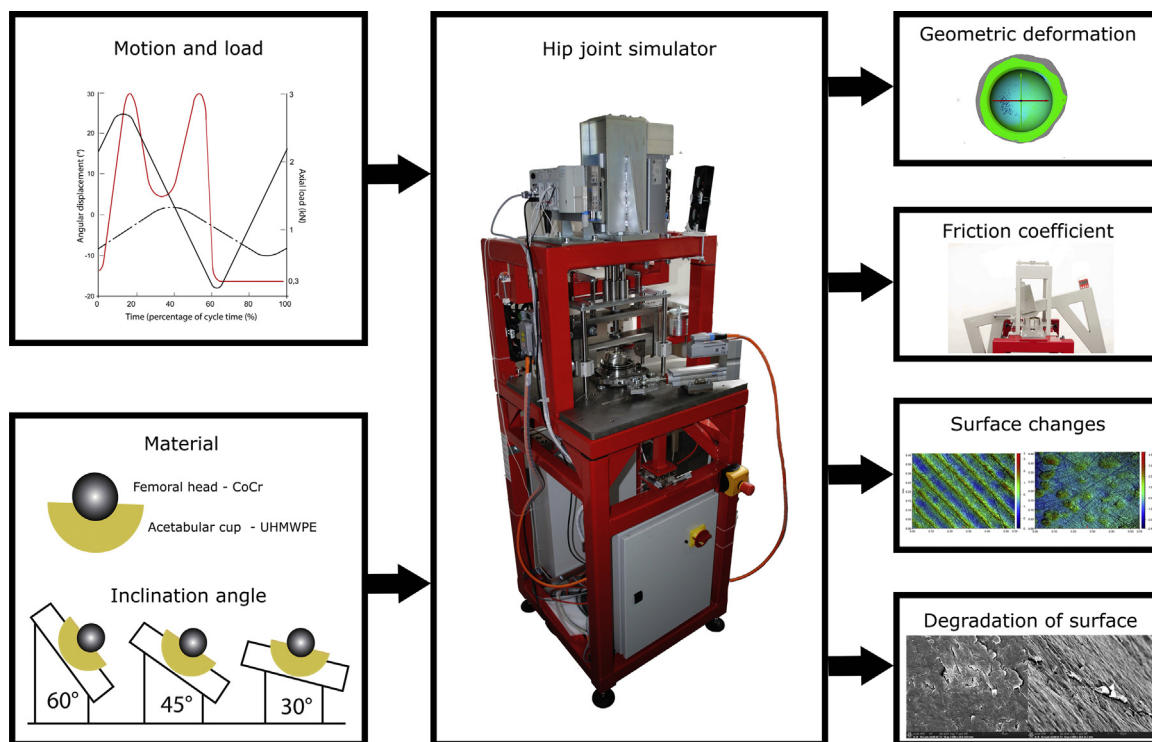 Motion and load
Angular displacement (°)
30
20
10
0
-10
-20
3
2
1
0,3
Axial load (kN)
0
20
40
60
80
100
Time (percentage of cycle time (%)
Material
Femoral head - CoCr
Acetabular cup - UHMWPE
Inclination angle
60°
45°
30°
Hip joint simulator
Geometric deformation
Friction coefficient
Surface changes
Degradation of surface